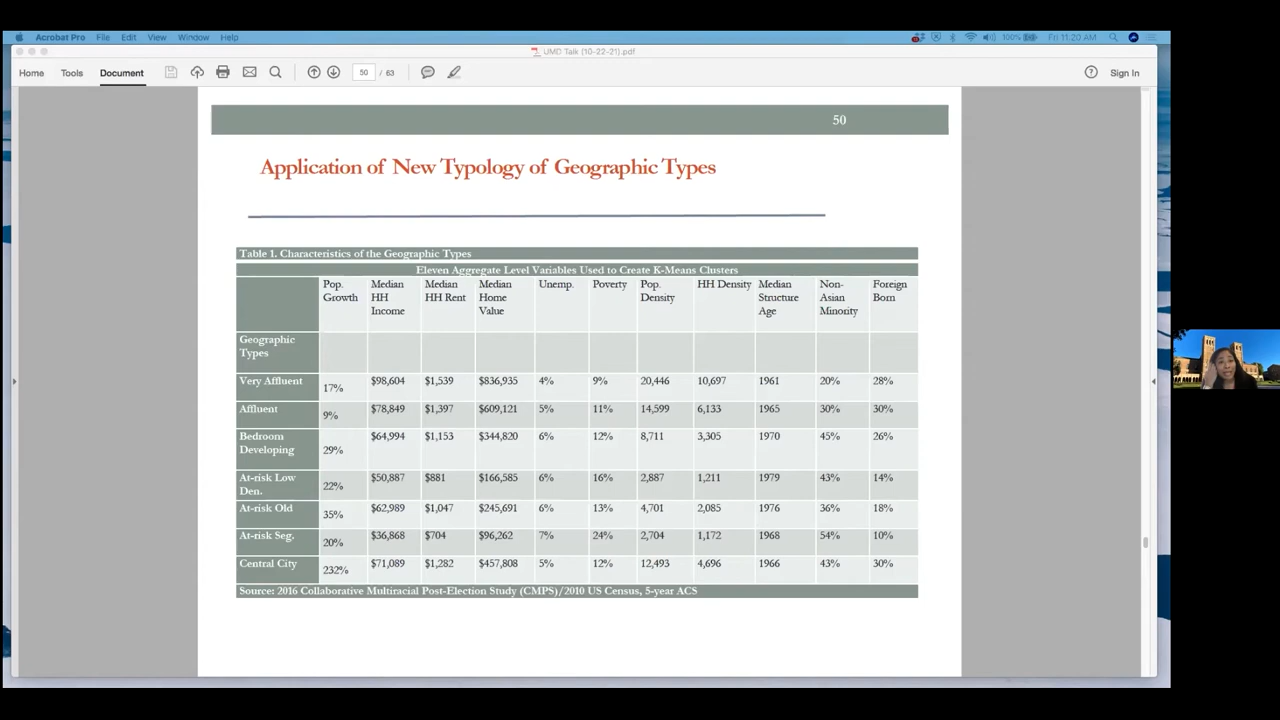 Acrobat Pro File Edit View Window Help 100% Fri 11:20 AM
UMD Talk (10-22-21).pdf
Home Tools Document 50 / 63 Sign In
50
Application of New Typology of Geographic Types
Table 1. Characteristics of the Geographic Types
Eleven Aggregate Level Variables Used to Create K-Means Clusters
Pop. Growth Median HH Income Median HH Rent Median Home Value Unemp. Poverty Pop. Density HH Density Median Structure Age Non-Asian Minority Foreign Born
Geographic Types
Very Affluent 17% $98,604 $1,539 $836,935 4% 9% 20,446 10,697 1961 20% 28%
Affluent 9% $78,849 $1,397 $609,121 5% 11% 14,599 6,133 1965 30% 30%
Bedroom Developing 29% $64,994 $1,153 $344,820 6% 12% 8,711 3,305 1970 45% 26%
At-risk Low Den. 22% $50,887 $881 $166,585 6% 16% 2,887 1,211 1979 43% 14%
At-risk Old 35% $62,989 $1,047 $245,691 6% 13% 4,701 2,085 1976 36% 18%
At-risk Seg. 20% $36,868 $704 $96,262 7% 24% 2,704 1,172 1968 54% 10%
Central City 232% $71,089 $1,282 $457,808 5% 12% 12,493 4,696 1966 43% 30%
Source: 2016 Collaborative Multiracial Post-Election Study (CMPS)/2010 US Census, 5-year ACS